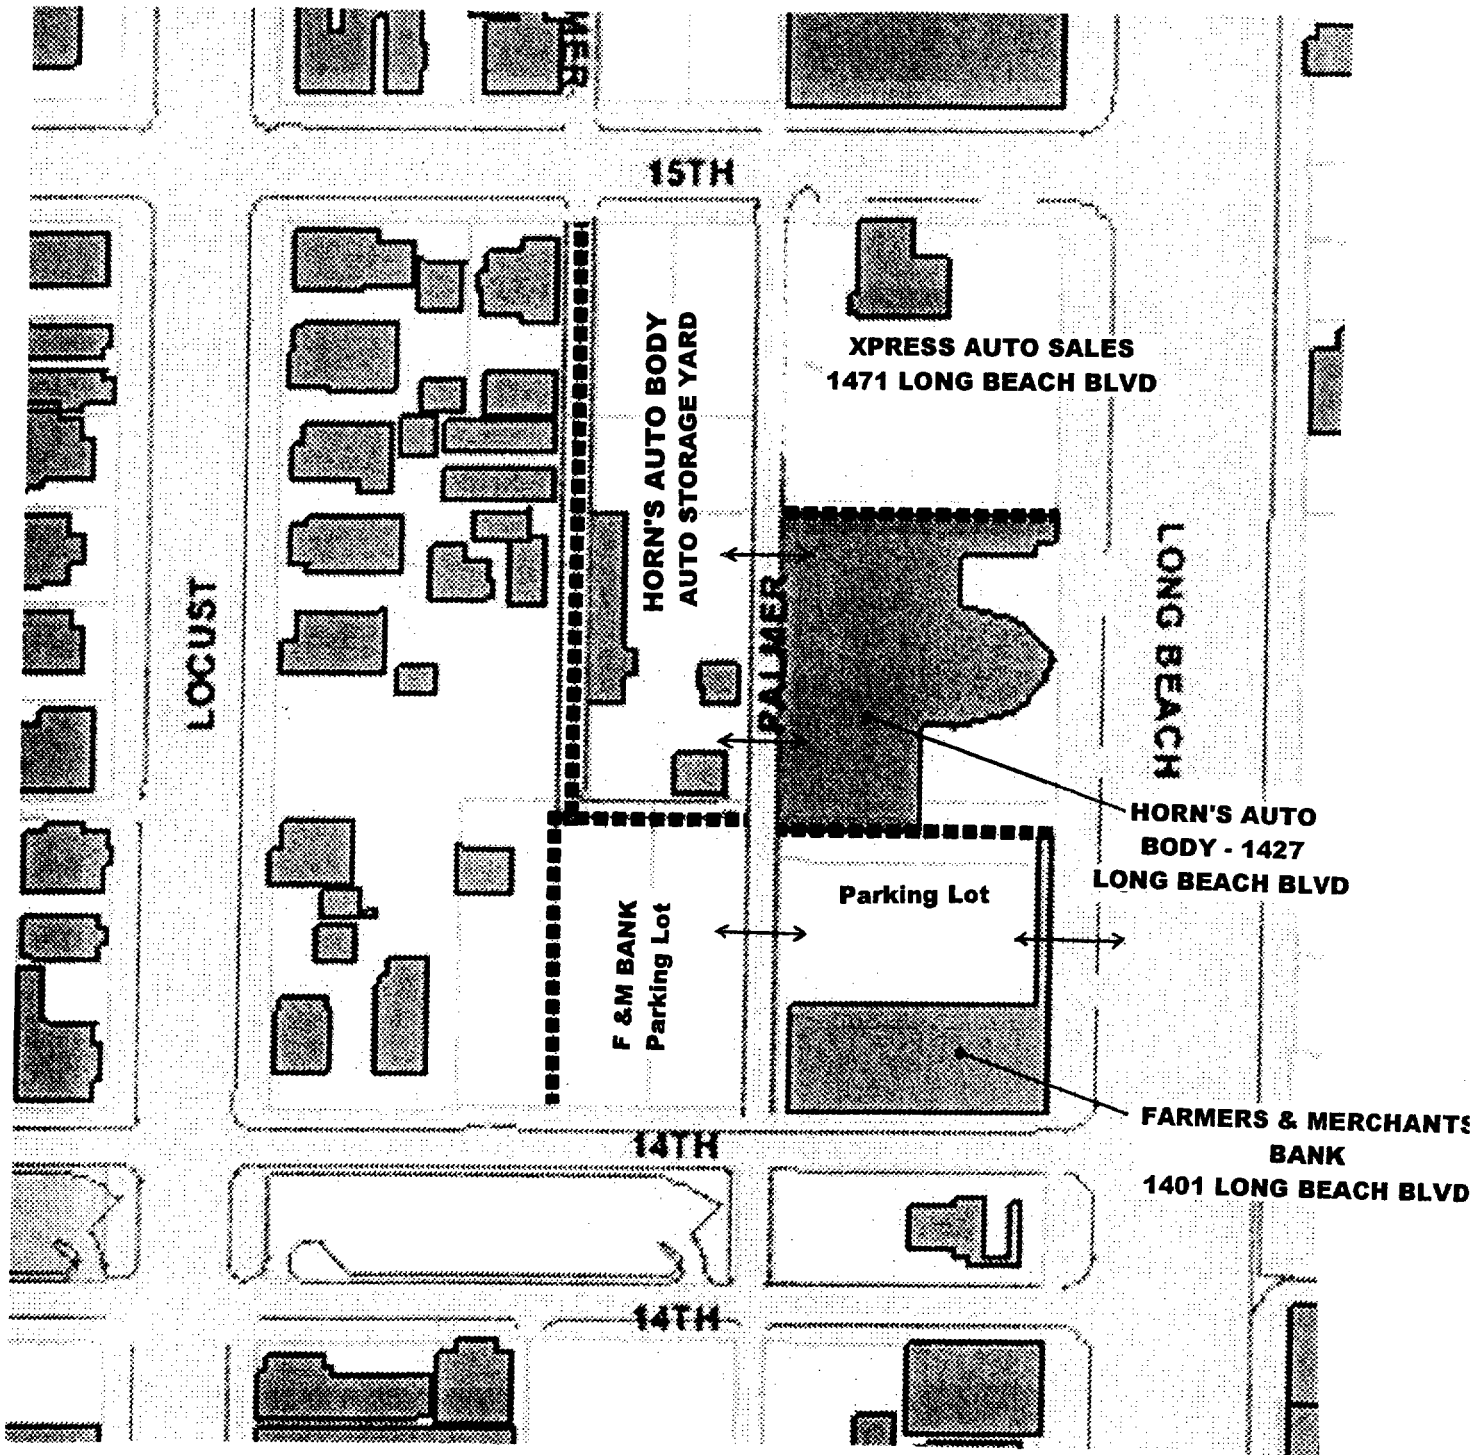 MER
15TH
HORN'S AUTO BODY
AUTO STORAGE YARD
XPRESS AUTO SALES
1471 LONG BEACH BLVD
LOCUST
PALMER
LONG BEACH
HORN'S AUTO
BODY - 1427
LONG BEACH BLVD
Parking Lot
F &M BANK
Parking Lot
FARMERS & MERCHANTS
BANK
1401 LONG BEACH BLVD
14TH
14TH